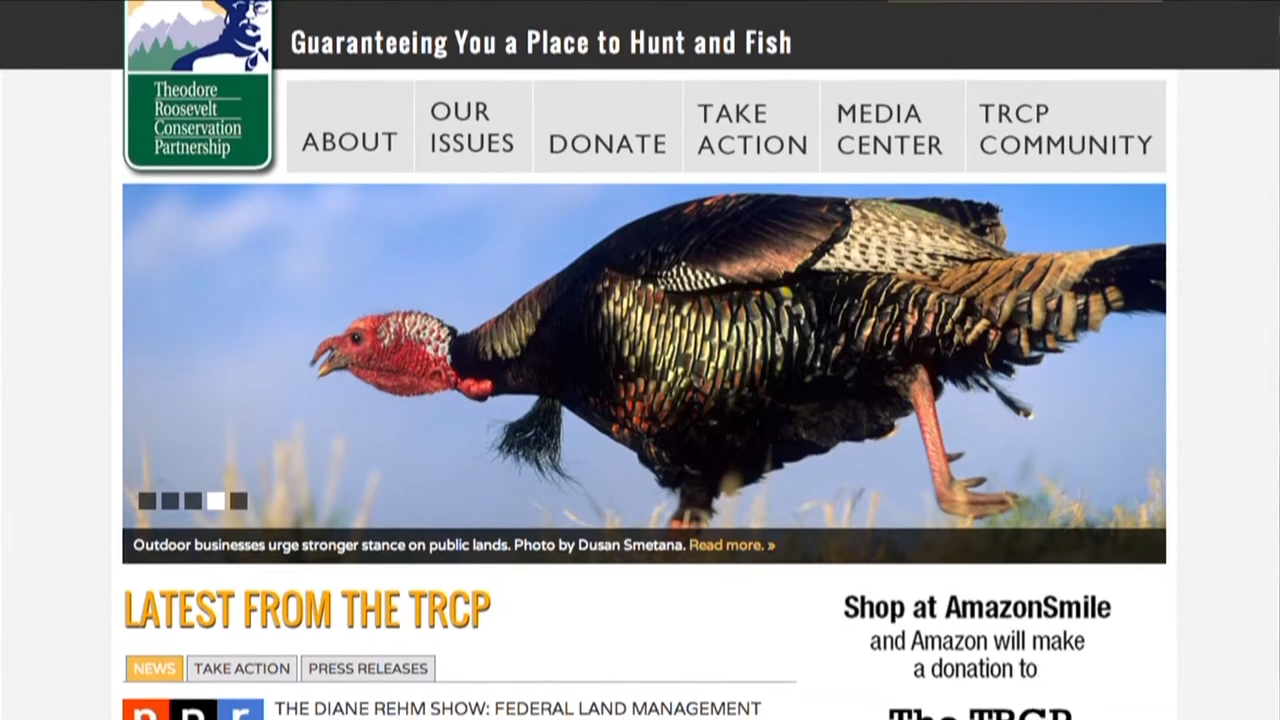 Guaranteeing You a Place to Hunt and Fish
Theodore
Roosevelt
Conservation
Partnership
ABOUT
OUR
ISSUES
DONATE
TAKE
ACTION
MEDIA
CENTER
TRCP
COMMUNITY
Outdoor businesses urge stronger stance on public lands. Photo by Dusan Smetana. Read more. »
LATEST FROM THE TRCP
NEWS
TAKE ACTION
PRESS RELEASES
n p r
THE DIANE REHM SHOW: FEDERAL LAND MANAGEMENT
Shop at AmazonSmile
and Amazon will make
a donation to
The TRCP